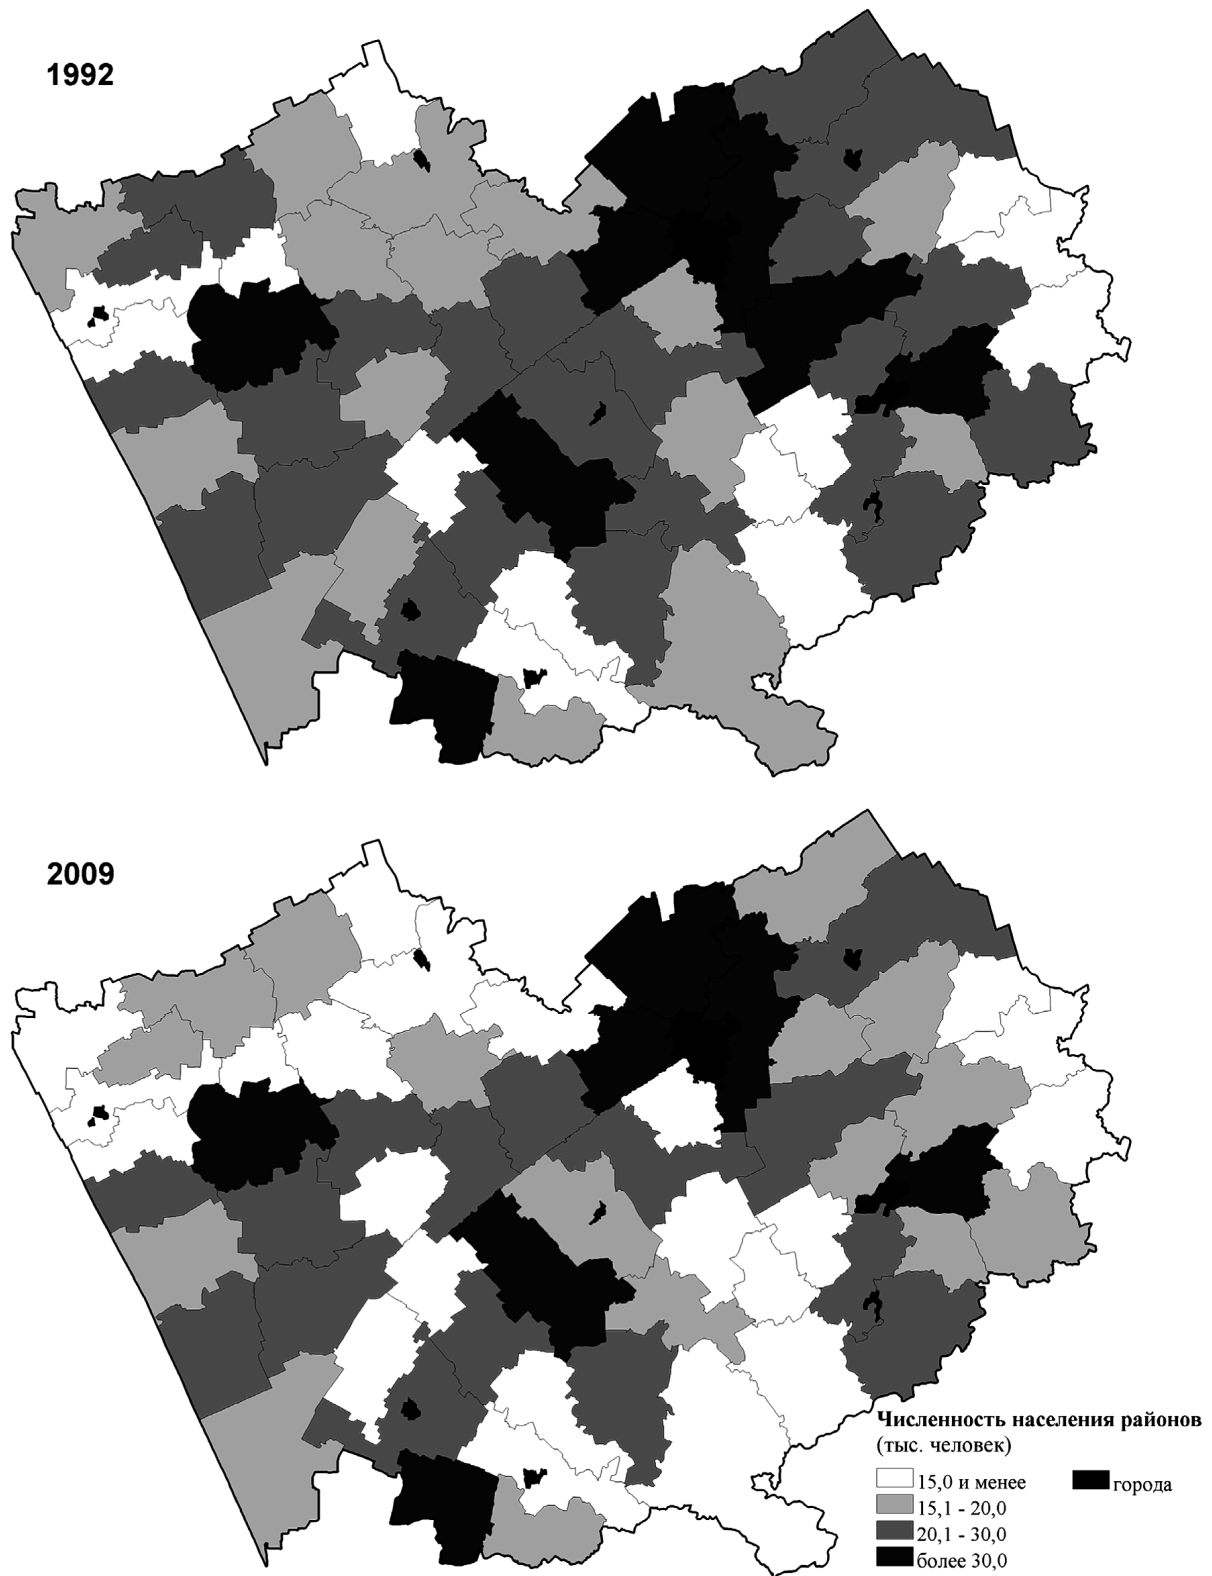 1992
2009
Численность населения районов
(тыс. человек)
15,0 и менее
города
15,1 - 20,0
20,1 - 30,0
более 30,0